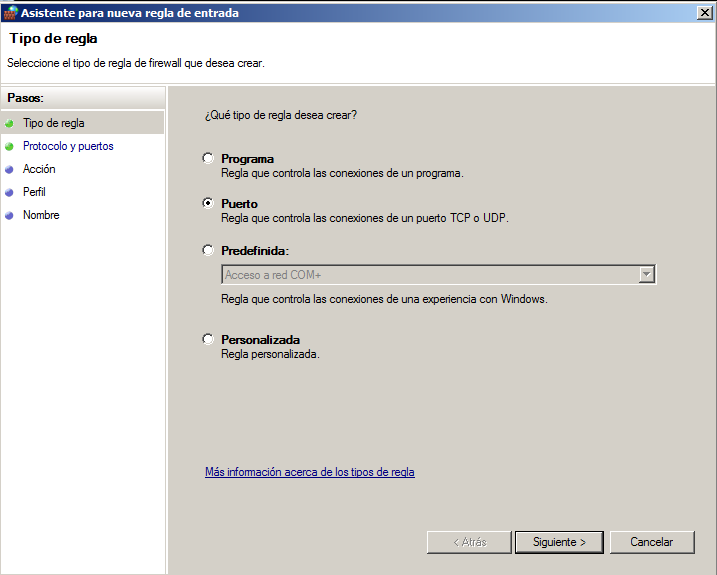 Asistente para nueva regla de entrada
Tipo de regla
Seleccione el tipo de regla de firewall que desea crear.
Pasos:
Tipo de regla
Protocolo y puertos
Acción
Perfil
Nombre
¿Qué tipo de regla desea crear?
Programa
Regla que controla las conexiones de un programa.
Puerto
Regla que controla las conexiones de un puerto TCP o UDP.
Predefinida:
Acceso a red COM+
Regla que controla las conexiones de una experiencia con Windows.
Personalizada
Regla personalizada.
Más información acerca de los tipos de regla
< Atrás
Siguiente >
Cancelar